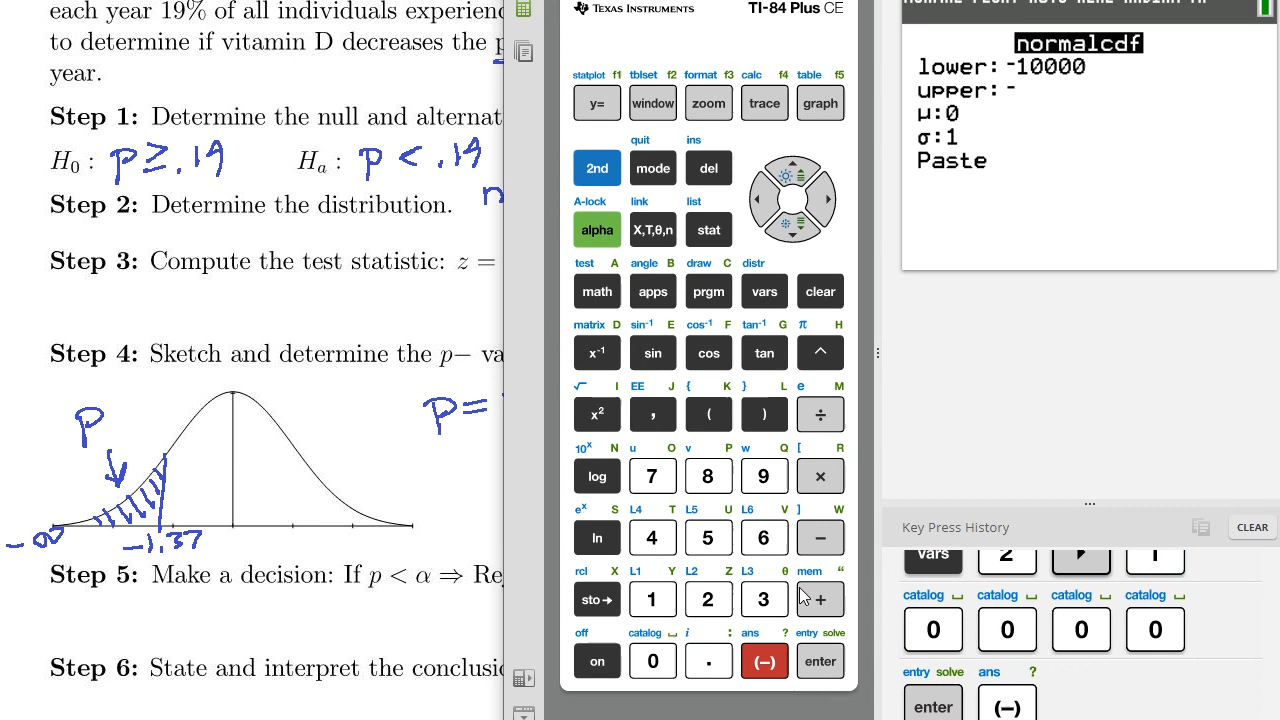 each year 19% of all individuals
to determine if vitamin D decreases the
year.
Step 1: Determine the null and
H₀ : p ≥ .19 Hₐ : p < .19
Step 2: Determine the distribution.
Step 3: Compute the test statistic: z =
Step 4: Sketch and determine the p−
p
p=
-∞ -1.37
Step 5: Make a decision: If p < α ⇒
Step 6: State and interpret the
TEXAS INSTRUMENTS TI-84 Plus CE
statplot f1 tblset f2 format f3 calc f4 table f5
y= window zoom trace graph
quit ins
2nd mode del
A-lock link list
alpha X,T,θ,n stat
test A angle B draw C distr
math apps prgm vars clear
matrix D sin⁻¹ E cos⁻¹ F tan⁻¹ G π H
x⁻¹ sin cos tan ^
√ I EE J { K } L e M
x² , ( ) ÷
10ˣ N u O v P w Q [ R
log 7 8 9 ×
eˣ S L4 T L5 U L6 V ] W
ln 4 5 6 −
rcl X L1 Y L2 Z L3 θ mem “
sto→ 1 2 3 +
off catalog ␣ i : ans ? entry solve
on 0 . (−) enter
normalcdf
lower:-10000
upper:-
μ:0
σ:1
Paste
Key Press History CLEAR
vars 2 1
catalog ␣ catalog ␣ catalog ␣ catalog ␣
0 0 0 0
entry solve ans ?
enter (−)